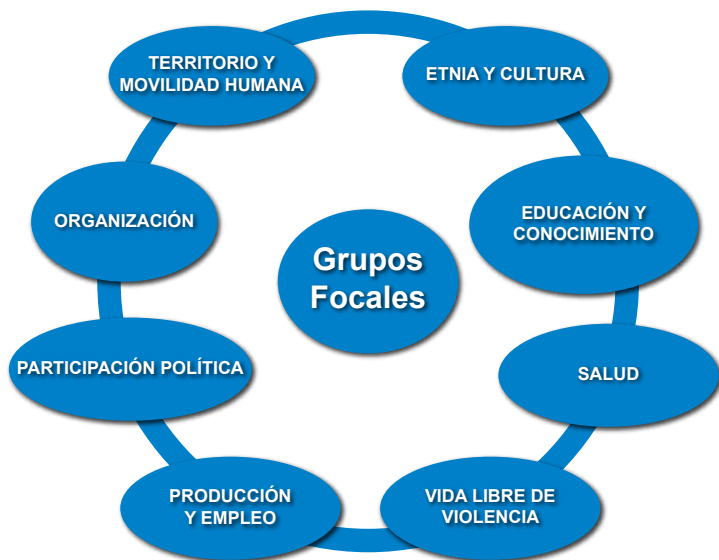 TERRITORIO Y
MOVILIDAD HUMANA
ETNIA Y CULTURA
ORGANIZACIÓN
EDUCACIÓN Y
CONOCIMIENTO
Grupos
Focales
PARTICIPACIÓN POLÍTICA
SALUD
PRODUCCIÓN
Y EMPLEO
VIDA LIBRE DE
VIOLENCIA